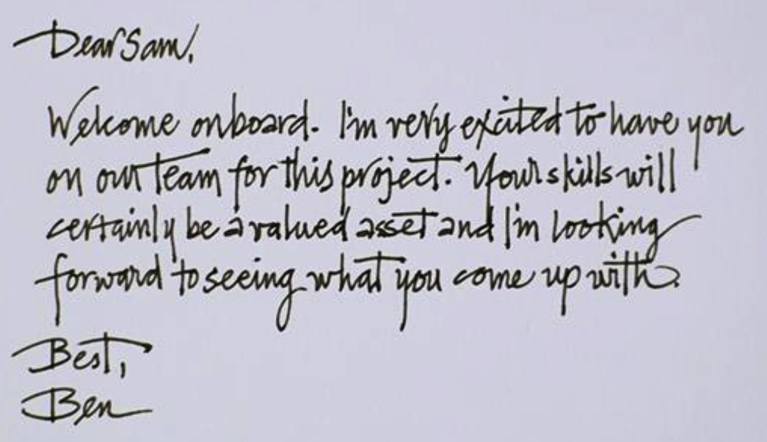 Dear Sam,
Welcome onboard. I'm very excited to have you
on our team for this project. Your skills will
certainly be a valued asset and I'm looking
forward to seeing what you come up with.
Best,
Ben